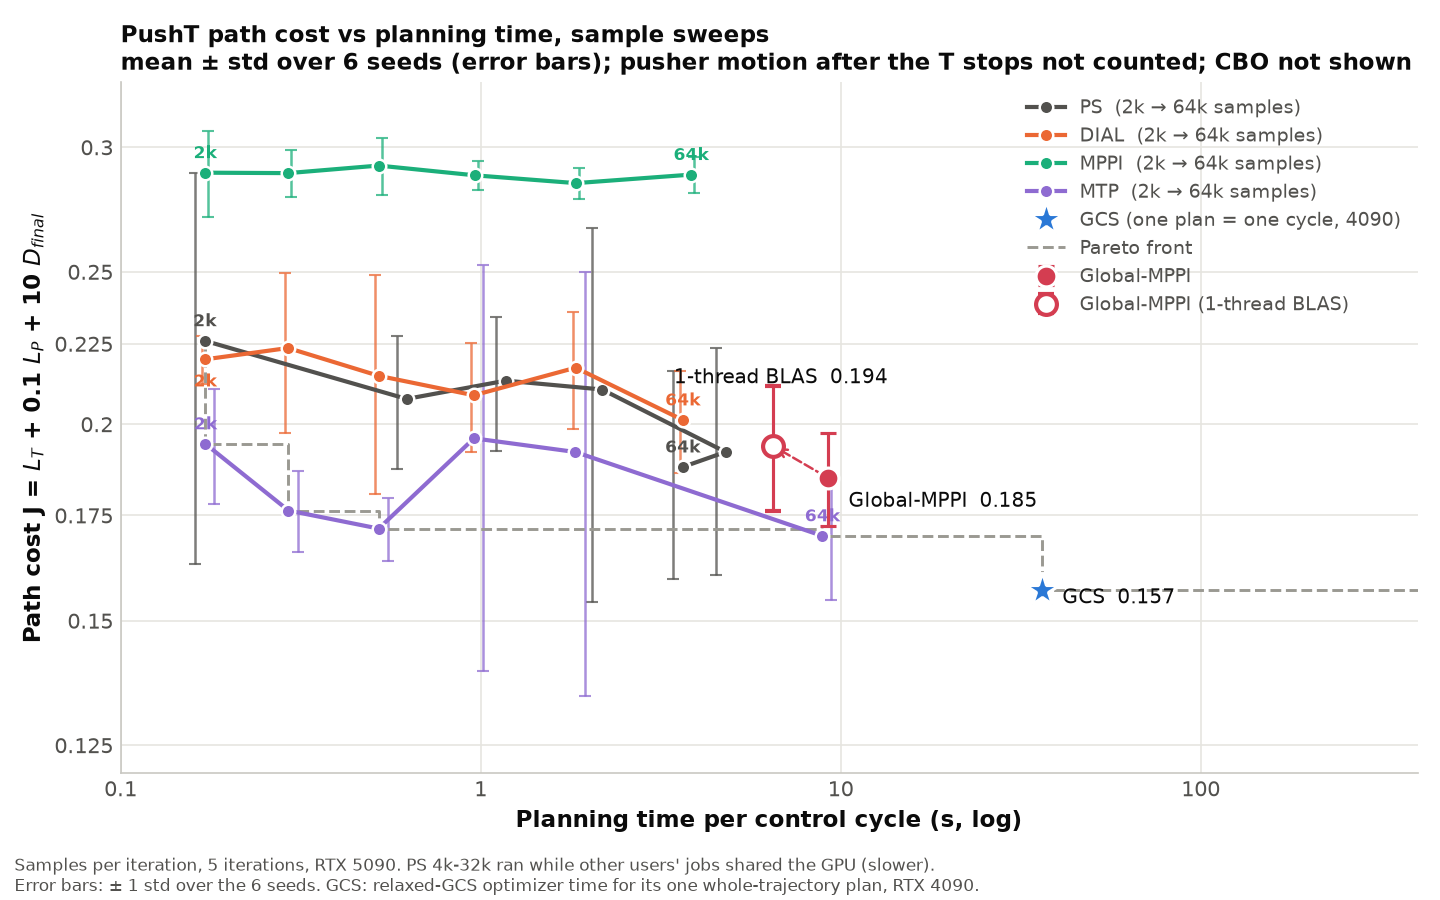 PushT path cost vs planning time, sample sweeps
mean ± std over 6 seeds (error bars); pusher motion after the T stops not counted; CBO not shown
PS (2k → 64k samples)
DIAL (2k → 64k samples)
MPPI (2k → 64k samples)
MTP (2k → 64k samples)
GCS (one plan = one cycle, 4090)
Pareto front
Global-MPPI
Global-MPPI (1-thread BLAS)
Path cost J = L_T + 0.1 L_P + 10 D_final
0.3
0.25
0.225
0.2
0.175
0.15
0.125
2k
64k
2k
2k
2k
64k
64k
64k
1-thread BLAS 0.194
Global-MPPI 0.185
GCS 0.157
0.1
1
10
100
Planning time per control cycle (s, log)
Samples per iteration, 5 iterations, RTX 5090. PS 4k-32k ran while other users' jobs shared the GPU (slower).
Error bars: ± 1 std over the 6 seeds. GCS: relaxed-GCS optimizer time for its one whole-trajectory plan, RTX 4090.